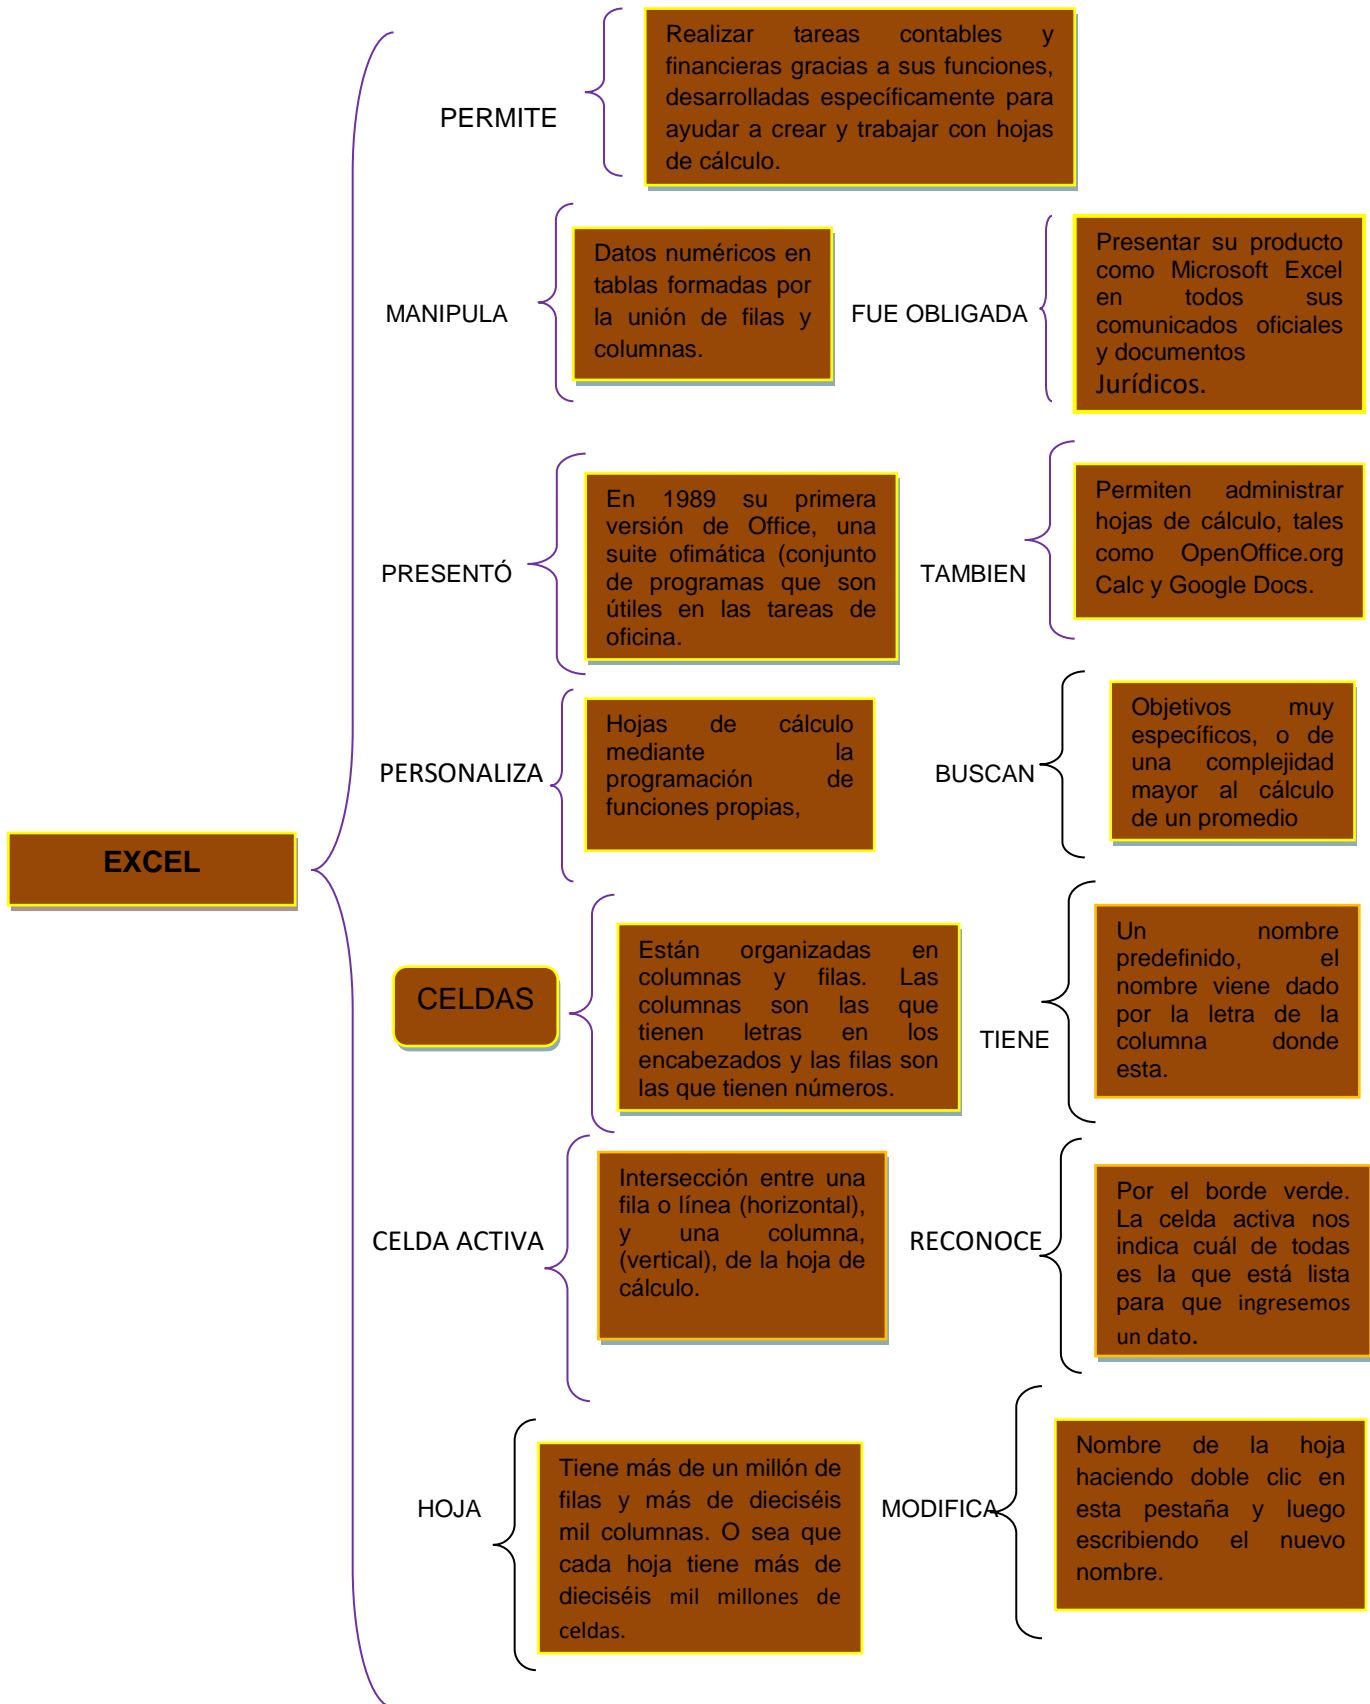 PERMITE
Realizar tareas contables y
financieras gracias a sus funciones,
desarrolladas específicamente para
ayudar a crear y trabajar con hojas
de cálculo.
MANIPULA
Datos numéricos en
tablas formadas por
la unión de filas y
columnas.
FUE OBLIGADA
Presentar su producto
como Microsoft Excel
en todos sus
comunicados oficiales
y documentos
Jurídicos.
PRESENTÓ
En 1989 su primera
versión de Office, una
suite ofimática (conjunto
de programas que son
útiles en las tareas de
oficina.
TAMBIEN
Permiten administrar
hojas de cálculo, tales
como OpenOffice.org
Calc y Google Docs.
PERSONALIZA
Hojas de cálculo
mediante la
programación de
funciones propias,
BUSCAN
Objetivos muy
específicos, o de
una complejidad
mayor al cálculo
de un promedio
EXCEL
CELDAS
Están organizadas en
columnas y filas. Las
columnas son las que
tienen letras en los
encabezados y las filas son
las que tienen números.
TIENE
Un nombre
predefinido, el
nombre viene dado
por la letra de la
columna donde
esta.
CELDA ACTIVA
Intersección entre una
fila o línea (horizontal),
y una columna,
(vertical), de la hoja de
cálculo.
RECONOCE
Por el borde verde.
La celda activa nos
indica cuál de todas
es la que está lista
para que ingresemos
un dato.
HOJA
Tiene más de un millón de
filas y más de dieciséis
mil columnas. O sea que
cada hoja tiene más de
dieciséis mil millones de
celdas.
MODIFICA
Nombre de la hoja
haciendo doble clic en
esta pestaña y luego
escribiendo el nuevo
nombre.